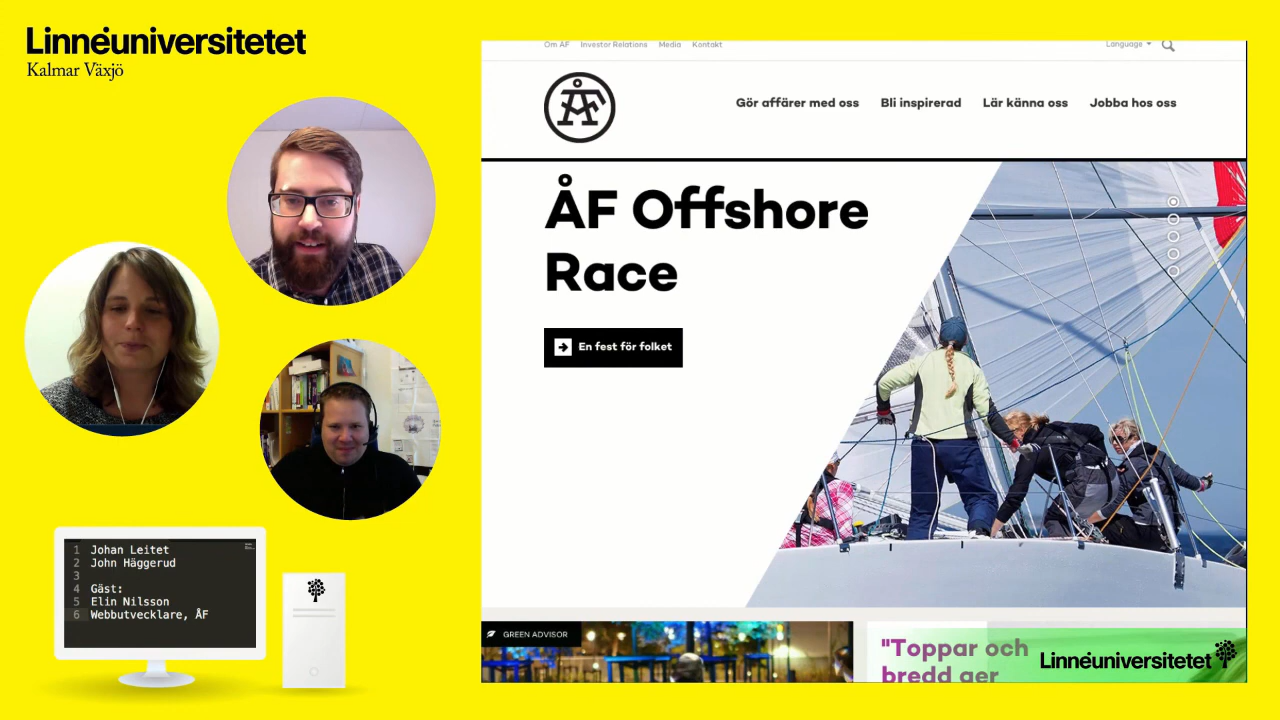 Linnéuniversitetet
Kalmar Växjö
1 Johan Leitet
2 John Häggerud
3
4 Gäst:
5 Elin Nilsson
6 Webbutvecklare, ÅF
Om ÅF Investor Relations Media Kontakt Language
ÅF
Gör affärer med oss Bli inspirerad Lär känna oss Jobba hos oss
ÅF Offshore
Race
En fest för folket
GREEN ADVISOR
"Toppar och
bredd ger
Linnéuniversitetet